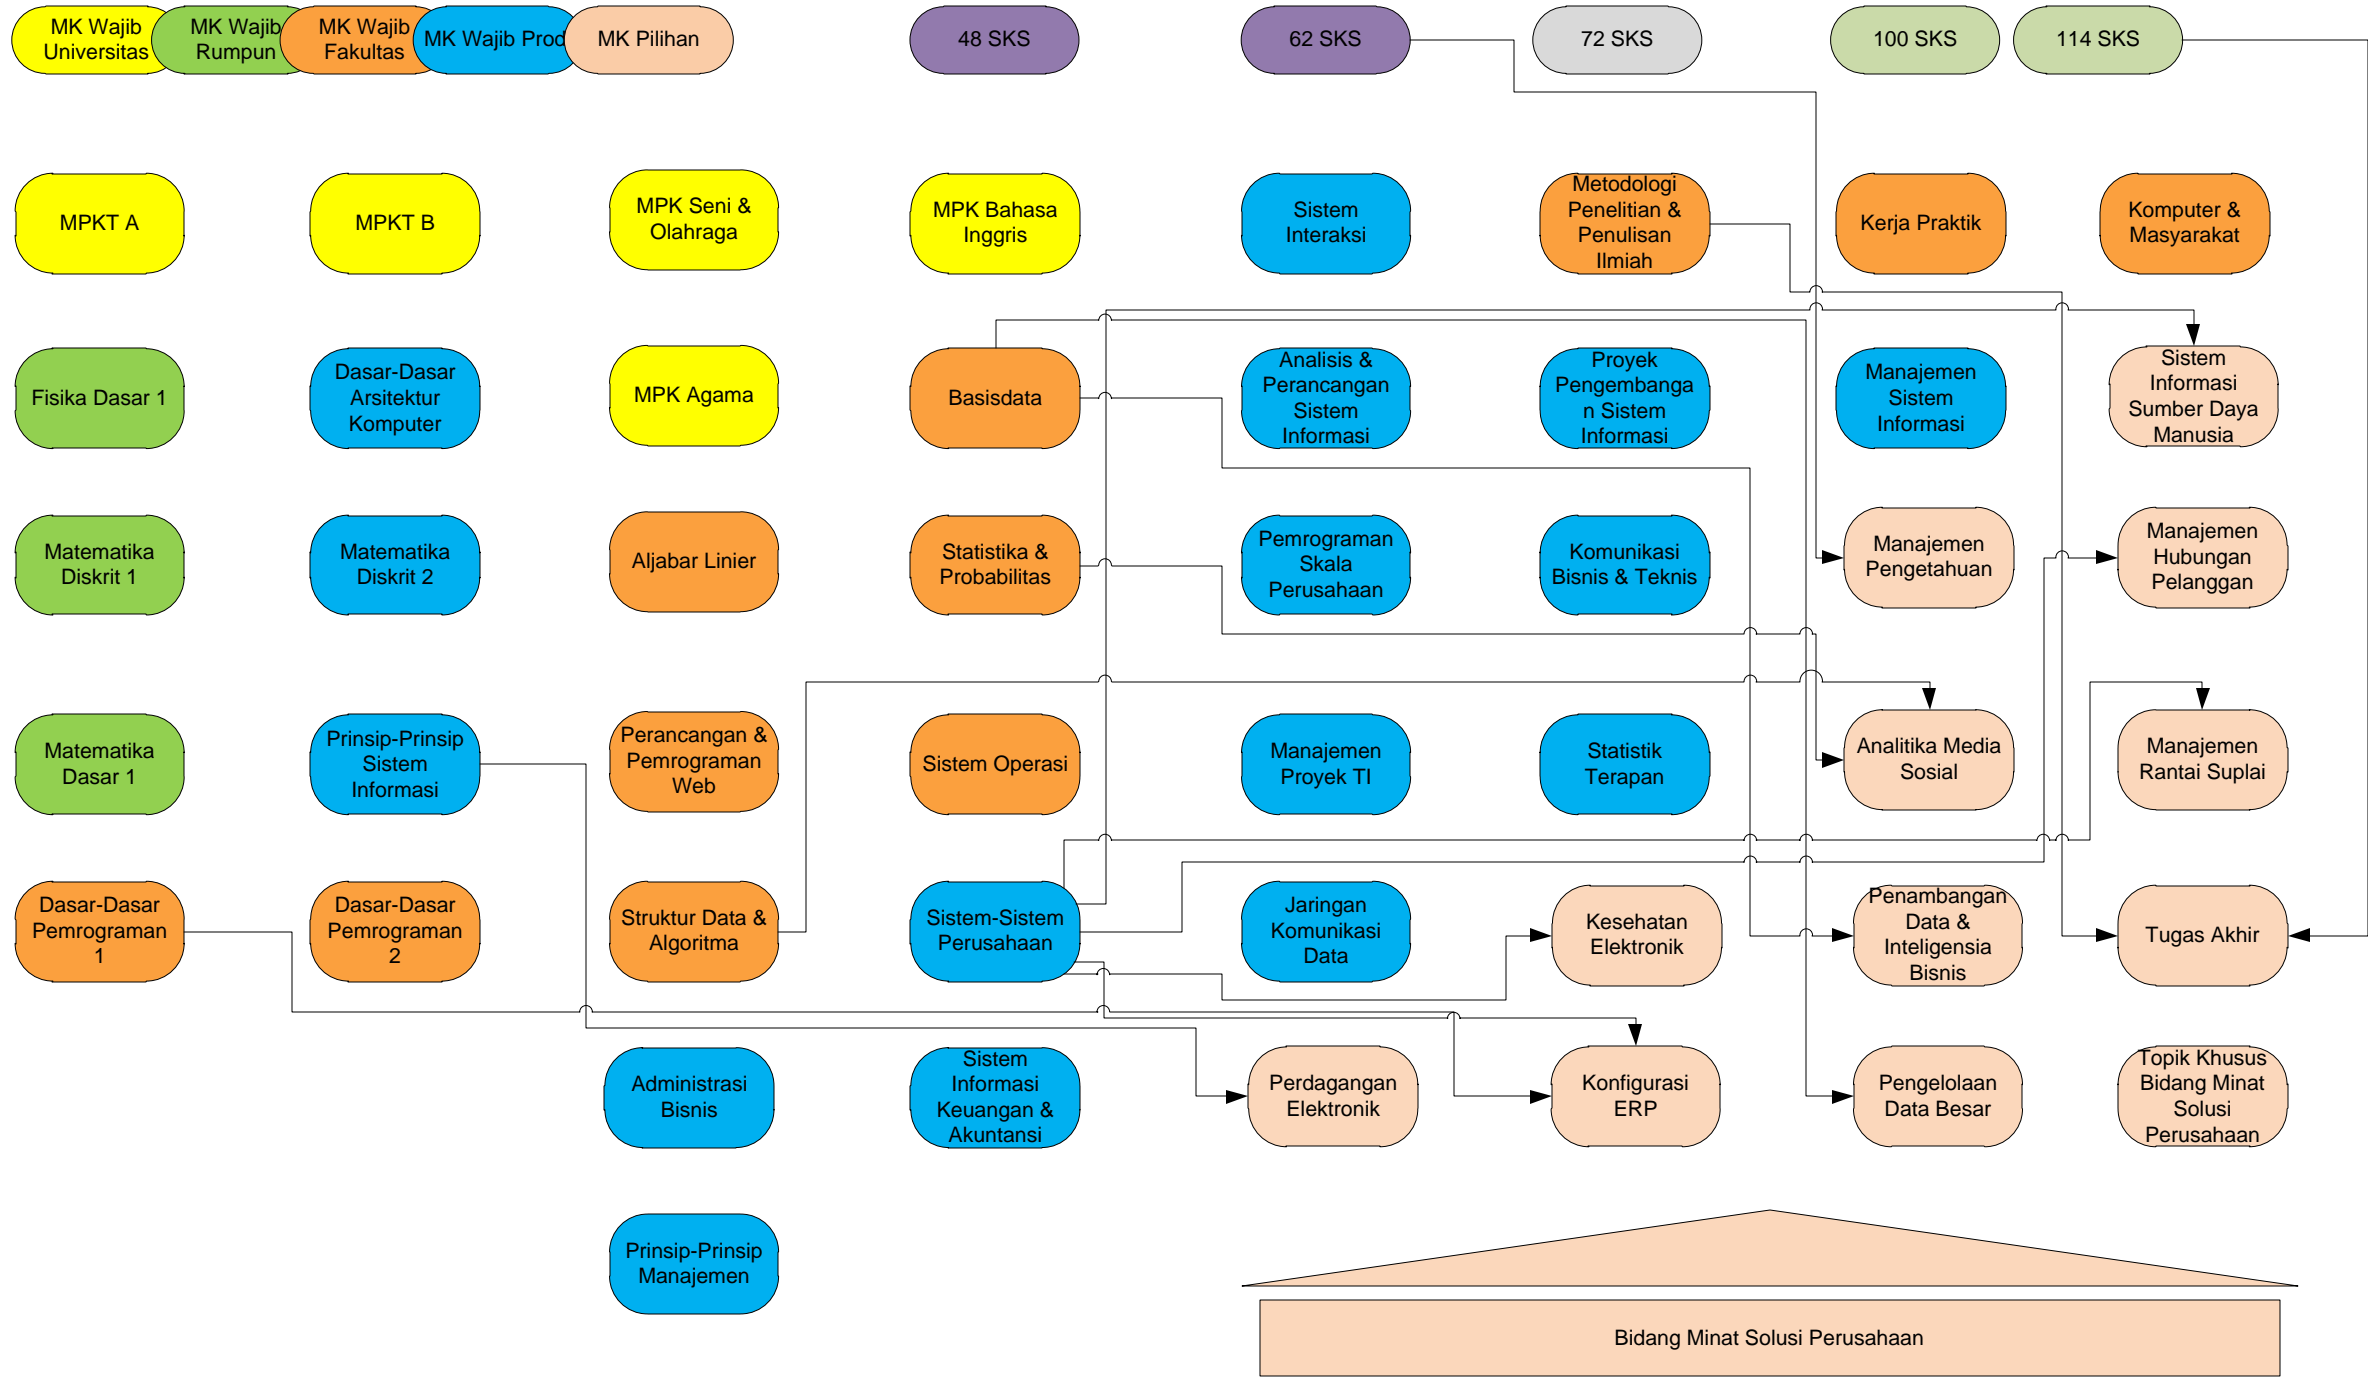 MK Wajib
Universitas
MK Wajib
Rumpun
MK Wajib
Fakultas
MK Wajib Prod
MK Pilihan
48 SKS
62 SKS
72 SKS
100 SKS
114 SKS
MPKT A
MPKT B
MPK Seni &
Olahraga
MPK Bahasa
Inggris
Sistem
Interaksi
Metodologi
Penelitian &
Penulisan
Ilmiah
Kerja Praktik
Komputer &
Masyarakat
Fisika Dasar 1
Dasar-Dasar
Arsitektur
Komputer
MPK Agama
Basisdata
Analisis &
Perancangan
Sistem
Informasi
Proyek
Pengembanga
n Sistem
Informasi
Manajemen
Sistem
Informasi
Sistem
Informasi
Sumber Daya
Manusia
Matematika
Diskrit 1
Matematika
Diskrit 2
Aljabar Linier
Statistika &
Probabilitas
Pemrograman
Skala
Perusahaan
Komunikasi
Bisnis & Teknis
Manajemen
Pengetahuan
Manajemen
Hubungan
Pelanggan
Matematika
Dasar 1
Prinsip-Prinsip
Sistem
Informasi
Perancangan &
Pemrograman
Web
Sistem Operasi
Manajemen
Proyek TI
Statistik
Terapan
Analitika Media
Sosial
Manajemen
Rantai Suplai
Dasar-Dasar
Pemrograman
1
Dasar-Dasar
Pemrograman
2
Struktur Data &
Algoritma
Sistem-Sistem
Perusahaan
Jaringan
Komunikasi
Data
Kesehatan
Elektronik
Penambangan
Data &
Inteligensia
Bisnis
Tugas Akhir
Administrasi
Bisnis
Sistem
Informasi
Keuangan &
Akuntansi
Perdagangan
Elektronik
Konfigurasi
ERP
Pengelolaan
Data Besar
Topik Khusus
Bidang Minat
Solusi
Perusahaan
Prinsip-Prinsip
Manajemen
Bidang Minat Solusi Perusahaan